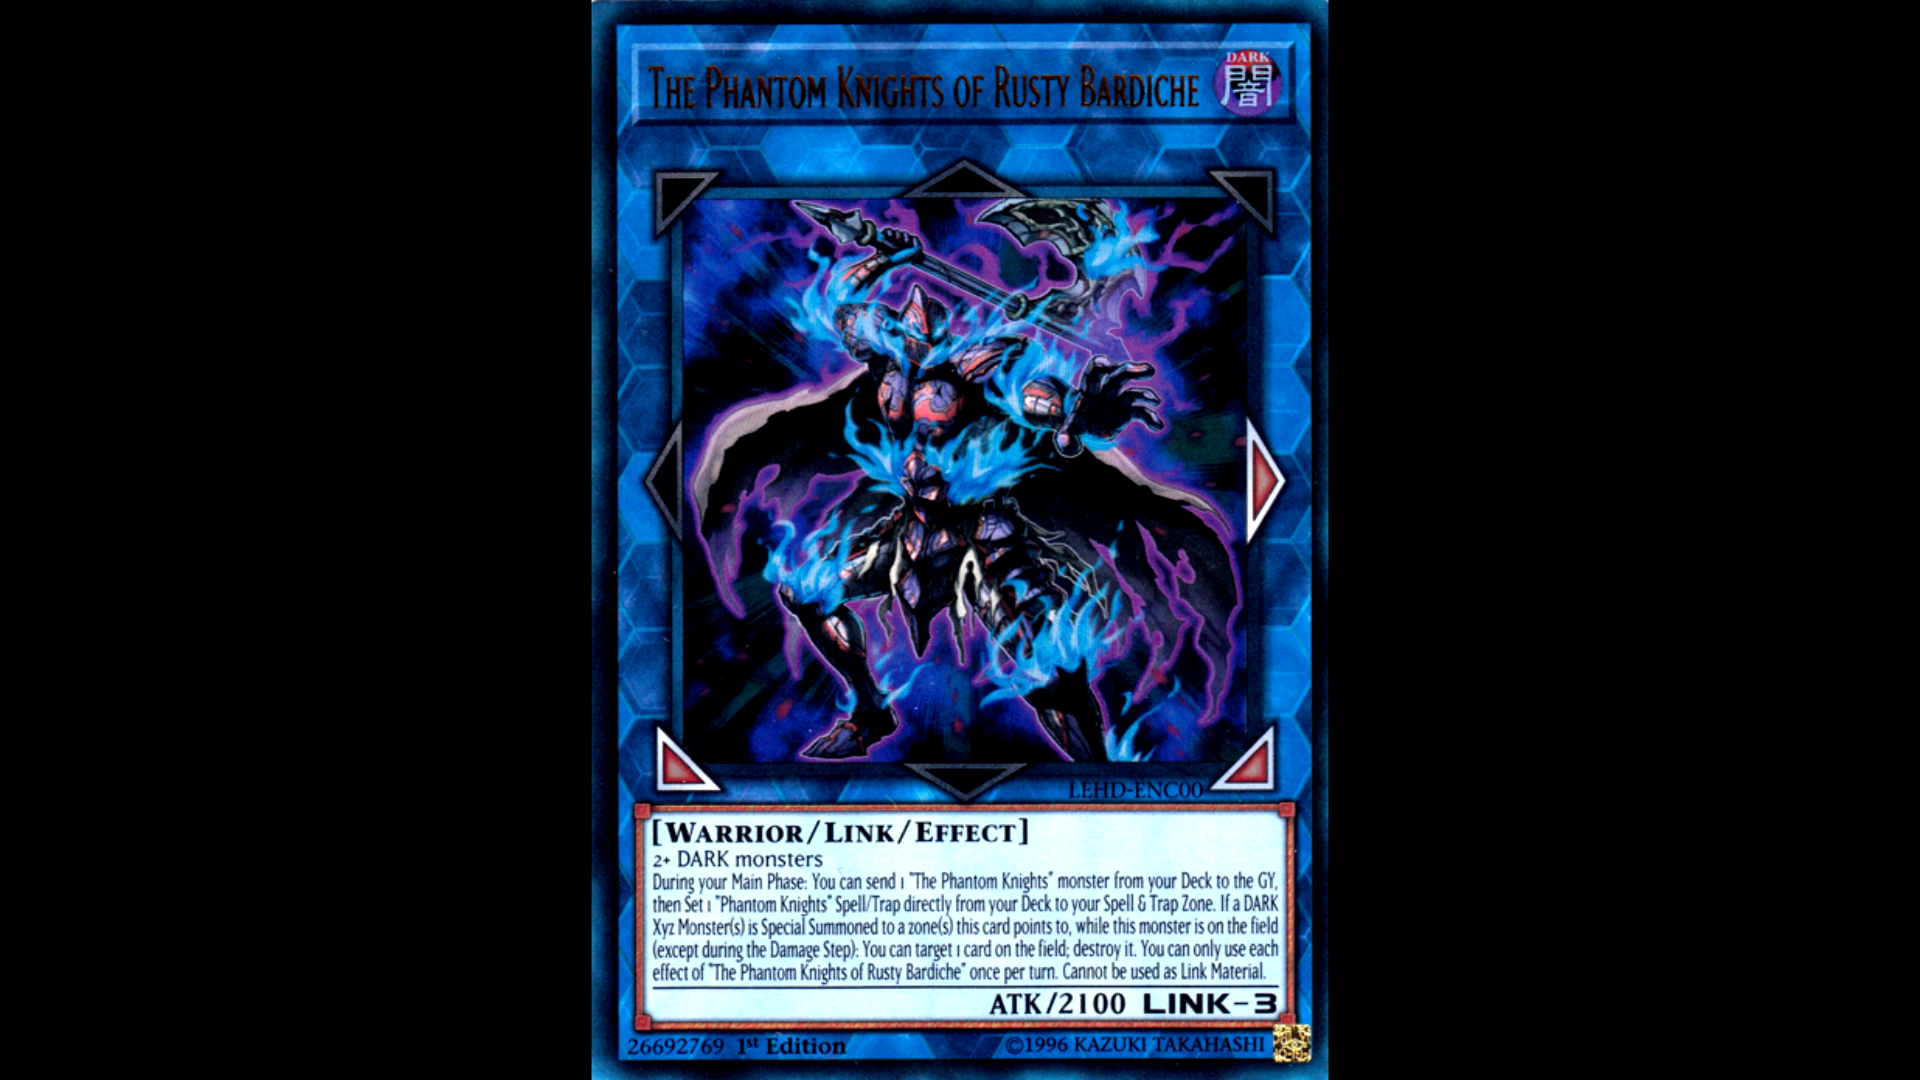 THE PHANTOM KNIGHTS OF RUSTY BARDICHE
DARK
闇
LEHD-ENC00
[WARRIOR/LINK/EFFECT]
2+ DARK monsters
During your Main Phase: You can send 1 "The Phantom Knights" monster from your Deck to the GY,
then Set 1 "Phantom Knights" Spell/Trap directly from your Deck to your Spell & Trap Zone. If a DARK
Xyz Monster(s) is Special Summoned to a zone(s) this card points to, while this monster is on the field
(except during the Damage Step): You can target 1 card on the field; destroy it. You can only use each
effect of "The Phantom Knights of Rusty Bardiche" once per turn. Cannot be used as Link Material.
ATK/2100 LINK-3
26692769 1st Edition ©1996 KAZUKI TAKAHASHI